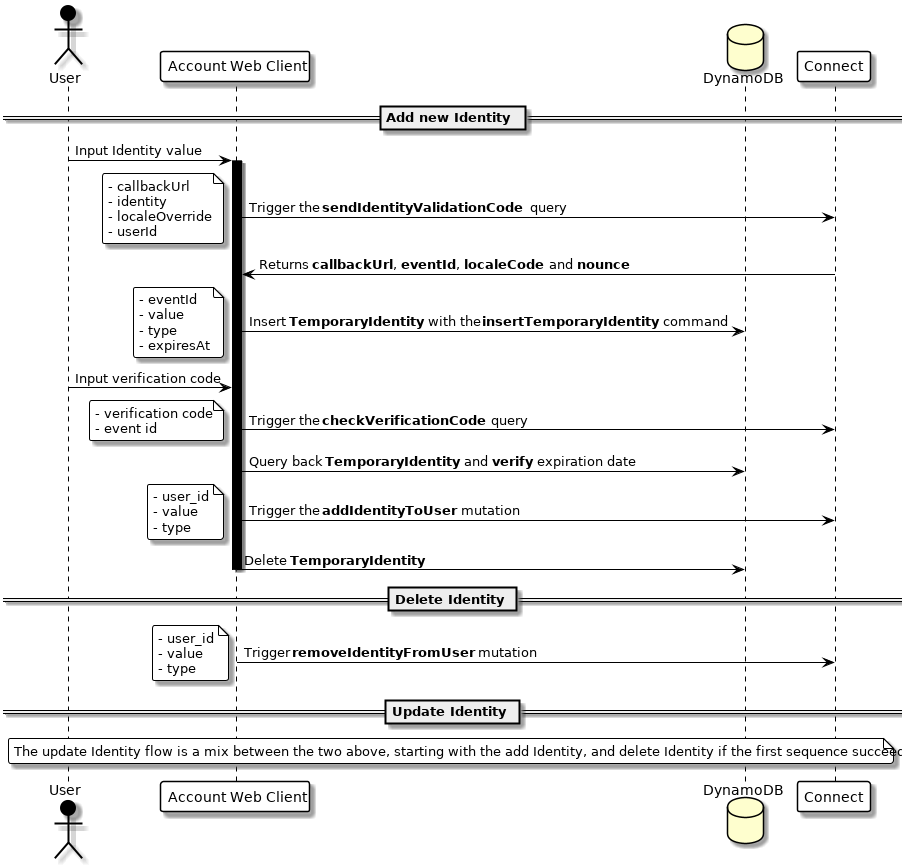 User
Account Web Client
DynamoDB
Connect
Add new Identity
Input Identity value
- callbackUrl
- identity
- localeOverride
- userId
Trigger the sendIdentityValidationCode query
Returns callbackUrl, eventId, localeCode and nounce
- eventId
- value
- type
- expiresAt
Insert TemporaryIdentity with the insertTemporaryIdentity command
Input verification code
- verification code
- event id
Trigger the checkVerificationCode query
Query back TemporaryIdentity and verify expiration date
- user_id
- value
- type
Trigger the addIdentityToUser mutation
Delete TemporaryIdentity
Delete Identity
- user_id
- value
- type
Trigger removeIdentityFromUser mutation
Update Identity
The update Identity flow is a mix between the two above, starting with the add Identity, and delete Identity if the first sequence succeed
User
Account Web Client
DynamoDB
Connect